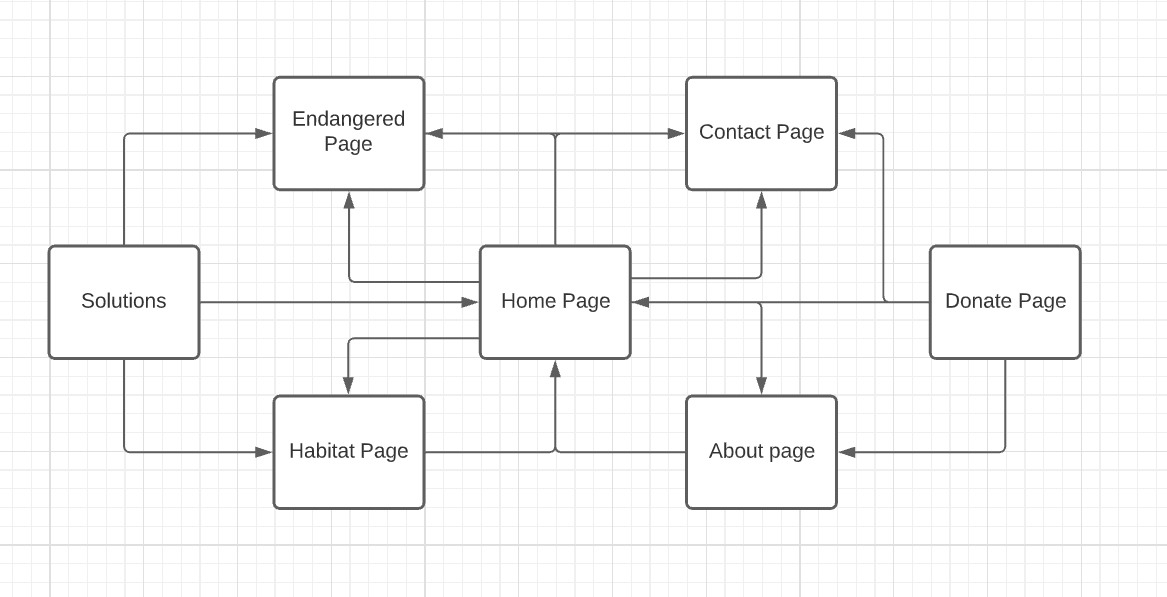 Endangered
Page
Contact Page
Solutions
Home Page
Donate Page
Habitat Page
About page